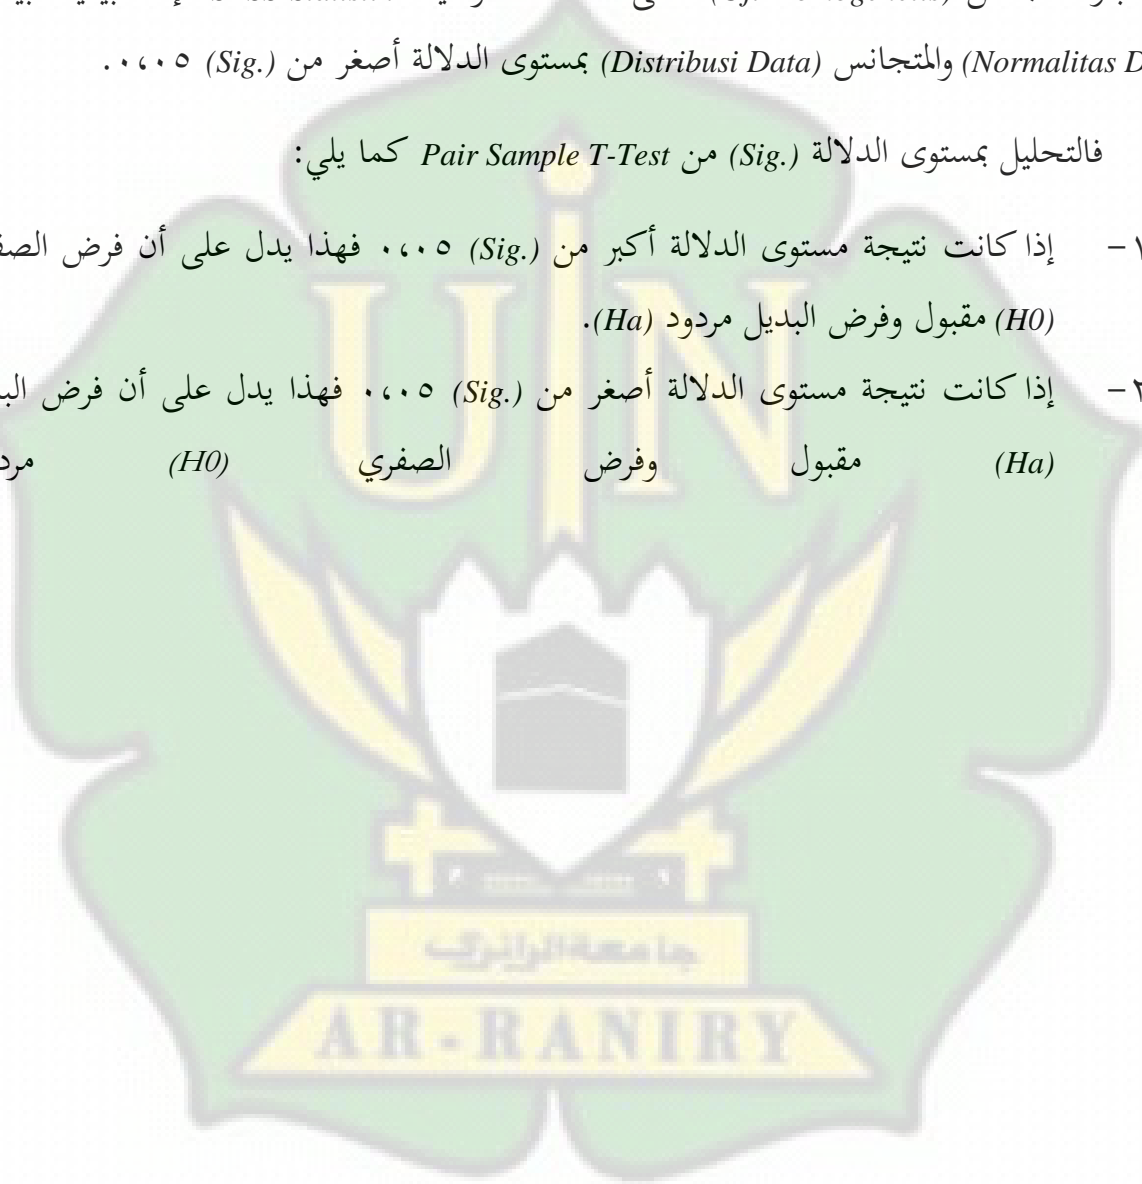 (Normalitas D والمتجانس (Distribusi Data) بمستوى الدلالة أصغر من (Sig.) ٠،٠٥.
فالتحليل بمستوى الدلالة (Sig.) من Pair Sample T-Test كما يلي:
١- إذا كانت نتيجة مستوى الدلالة أكبر من (Sig.) ٠،٠٥ فهذا يدل على أن فرض الصف
(H0) مقبول وفرض البديل مردود (Ha).
٢- إذا كانت نتيجة مستوى الدلالة أصغر من (Sig.) ٠،٠٥ فهذا يدل على أن فرض الب
(Ha) مقبول وفرض الصفري (H0) مرد
UIN
جامعة الرانري
AR-RANIRY